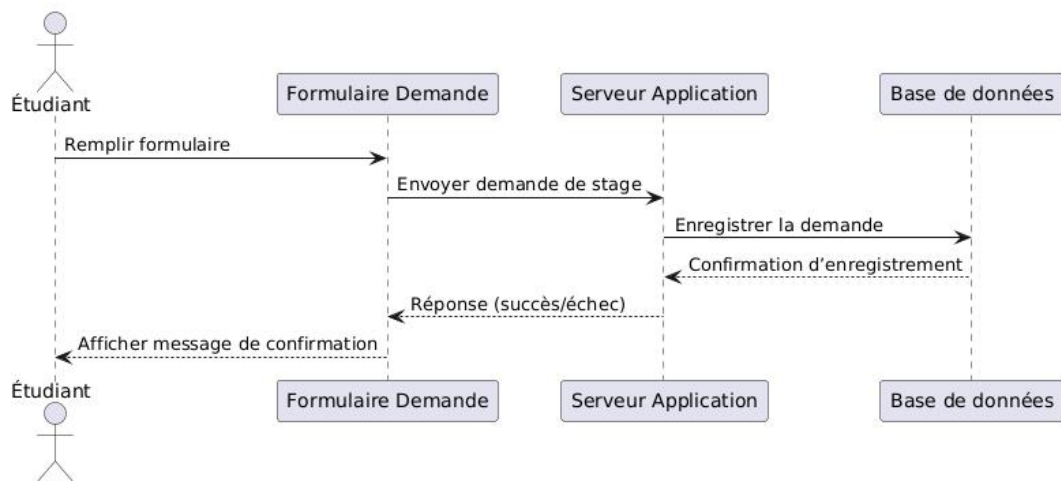 Étudiant
Formulaire Demande
Serveur Application
Base de données
Remplir formulaire
Envoyer demande de stage
Enregistrer la demande
Confirmation d’enregistrement
Réponse (succès/échec)
Afficher message de confirmation
Étudiant
Formulaire Demande
Serveur Application
Base de données